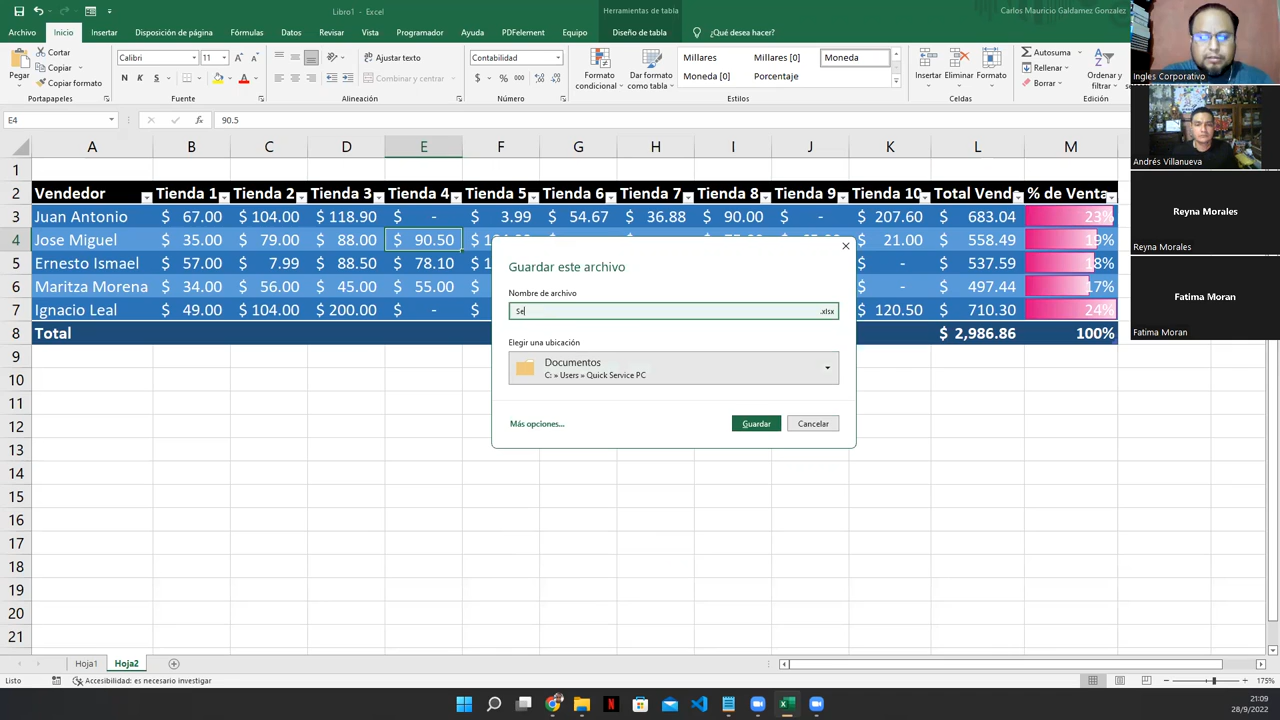 Libro1 - Excel
Herramientas de tabla
Carlos Mauricio Galdamez Gonzalez
Archivo Inicio Insertar Disposición de página Fórmulas Datos Revisar Vista Programador Ayuda PDFelement Equipo Diseño de tabla ¿Qué desea hacer?
Pegar
Cortar
Copiar
Copiar formato
Portapapeles
Calibri 11
N K S
Fuente
Ajustar texto
Combinar y centrar
Alineación
Contabilidad
$ % 000
Número
Formato condicional
Dar formato como tabla
Millares Millares [0] Moneda
Moneda [0] Porcentaje
Estilos
Insertar Eliminar Formato
Celdas
Autosuma
Rellenar
Borrar
Ordenar y filtrar
Edición
E4 fx 90.5
A B C D E F G H I J K L M
1
2 Vendedor Tienda 1 Tienda 2 Tienda 3 Tienda 4 Tienda 5 Tienda 6 Tienda 7 Tienda 8 Tienda 9 Tienda 10 Total Vende % de Venta
3 Juan Antonio $ 67.00 $ 104.00 $ 118.90 $ - $ 3.99 $ 54.67 $ 36.88 $ 90.00 $ - $ 207.60 $ 683.04 23%
4 Jose Miguel $ 35.00 $ 79.00 $ 88.00 $ 90.50 $ $ 21.00 $ 558.49 19%
5 Ernesto Ismael $ 57.00 $ 7.99 $ 88.50 $ 78.10 $ 1 $ - $ 537.59 18%
6 Maritza Morena $ 34.00 $ 56.00 $ 45.00 $ 55.00 $ $ - $ 497.44 17%
7 Ignacio Leal $ 49.00 $ 104.00 $ 200.00 $ - $ $ 120.50 $ 710.30 24%
8 Total $ 2,986.86 100%
9
10
11
12
13
14
15
16
17
18
19
20
21
Guardar este archivo
Nombre de archivo
Se .xlsx
Elegir una ubicación
Documentos
C: » Users » Quick Service PC
Más opciones...
Guardar Cancelar
Ingles Corporativo
Andrés Villanueva
Reyna Morales
Reyna Morales
Fatima Moran
Fatima Moran
Hoja1 Hoja2
Listo Accesibilidad: es necesario investigar
175%
21:09
28/9/2022